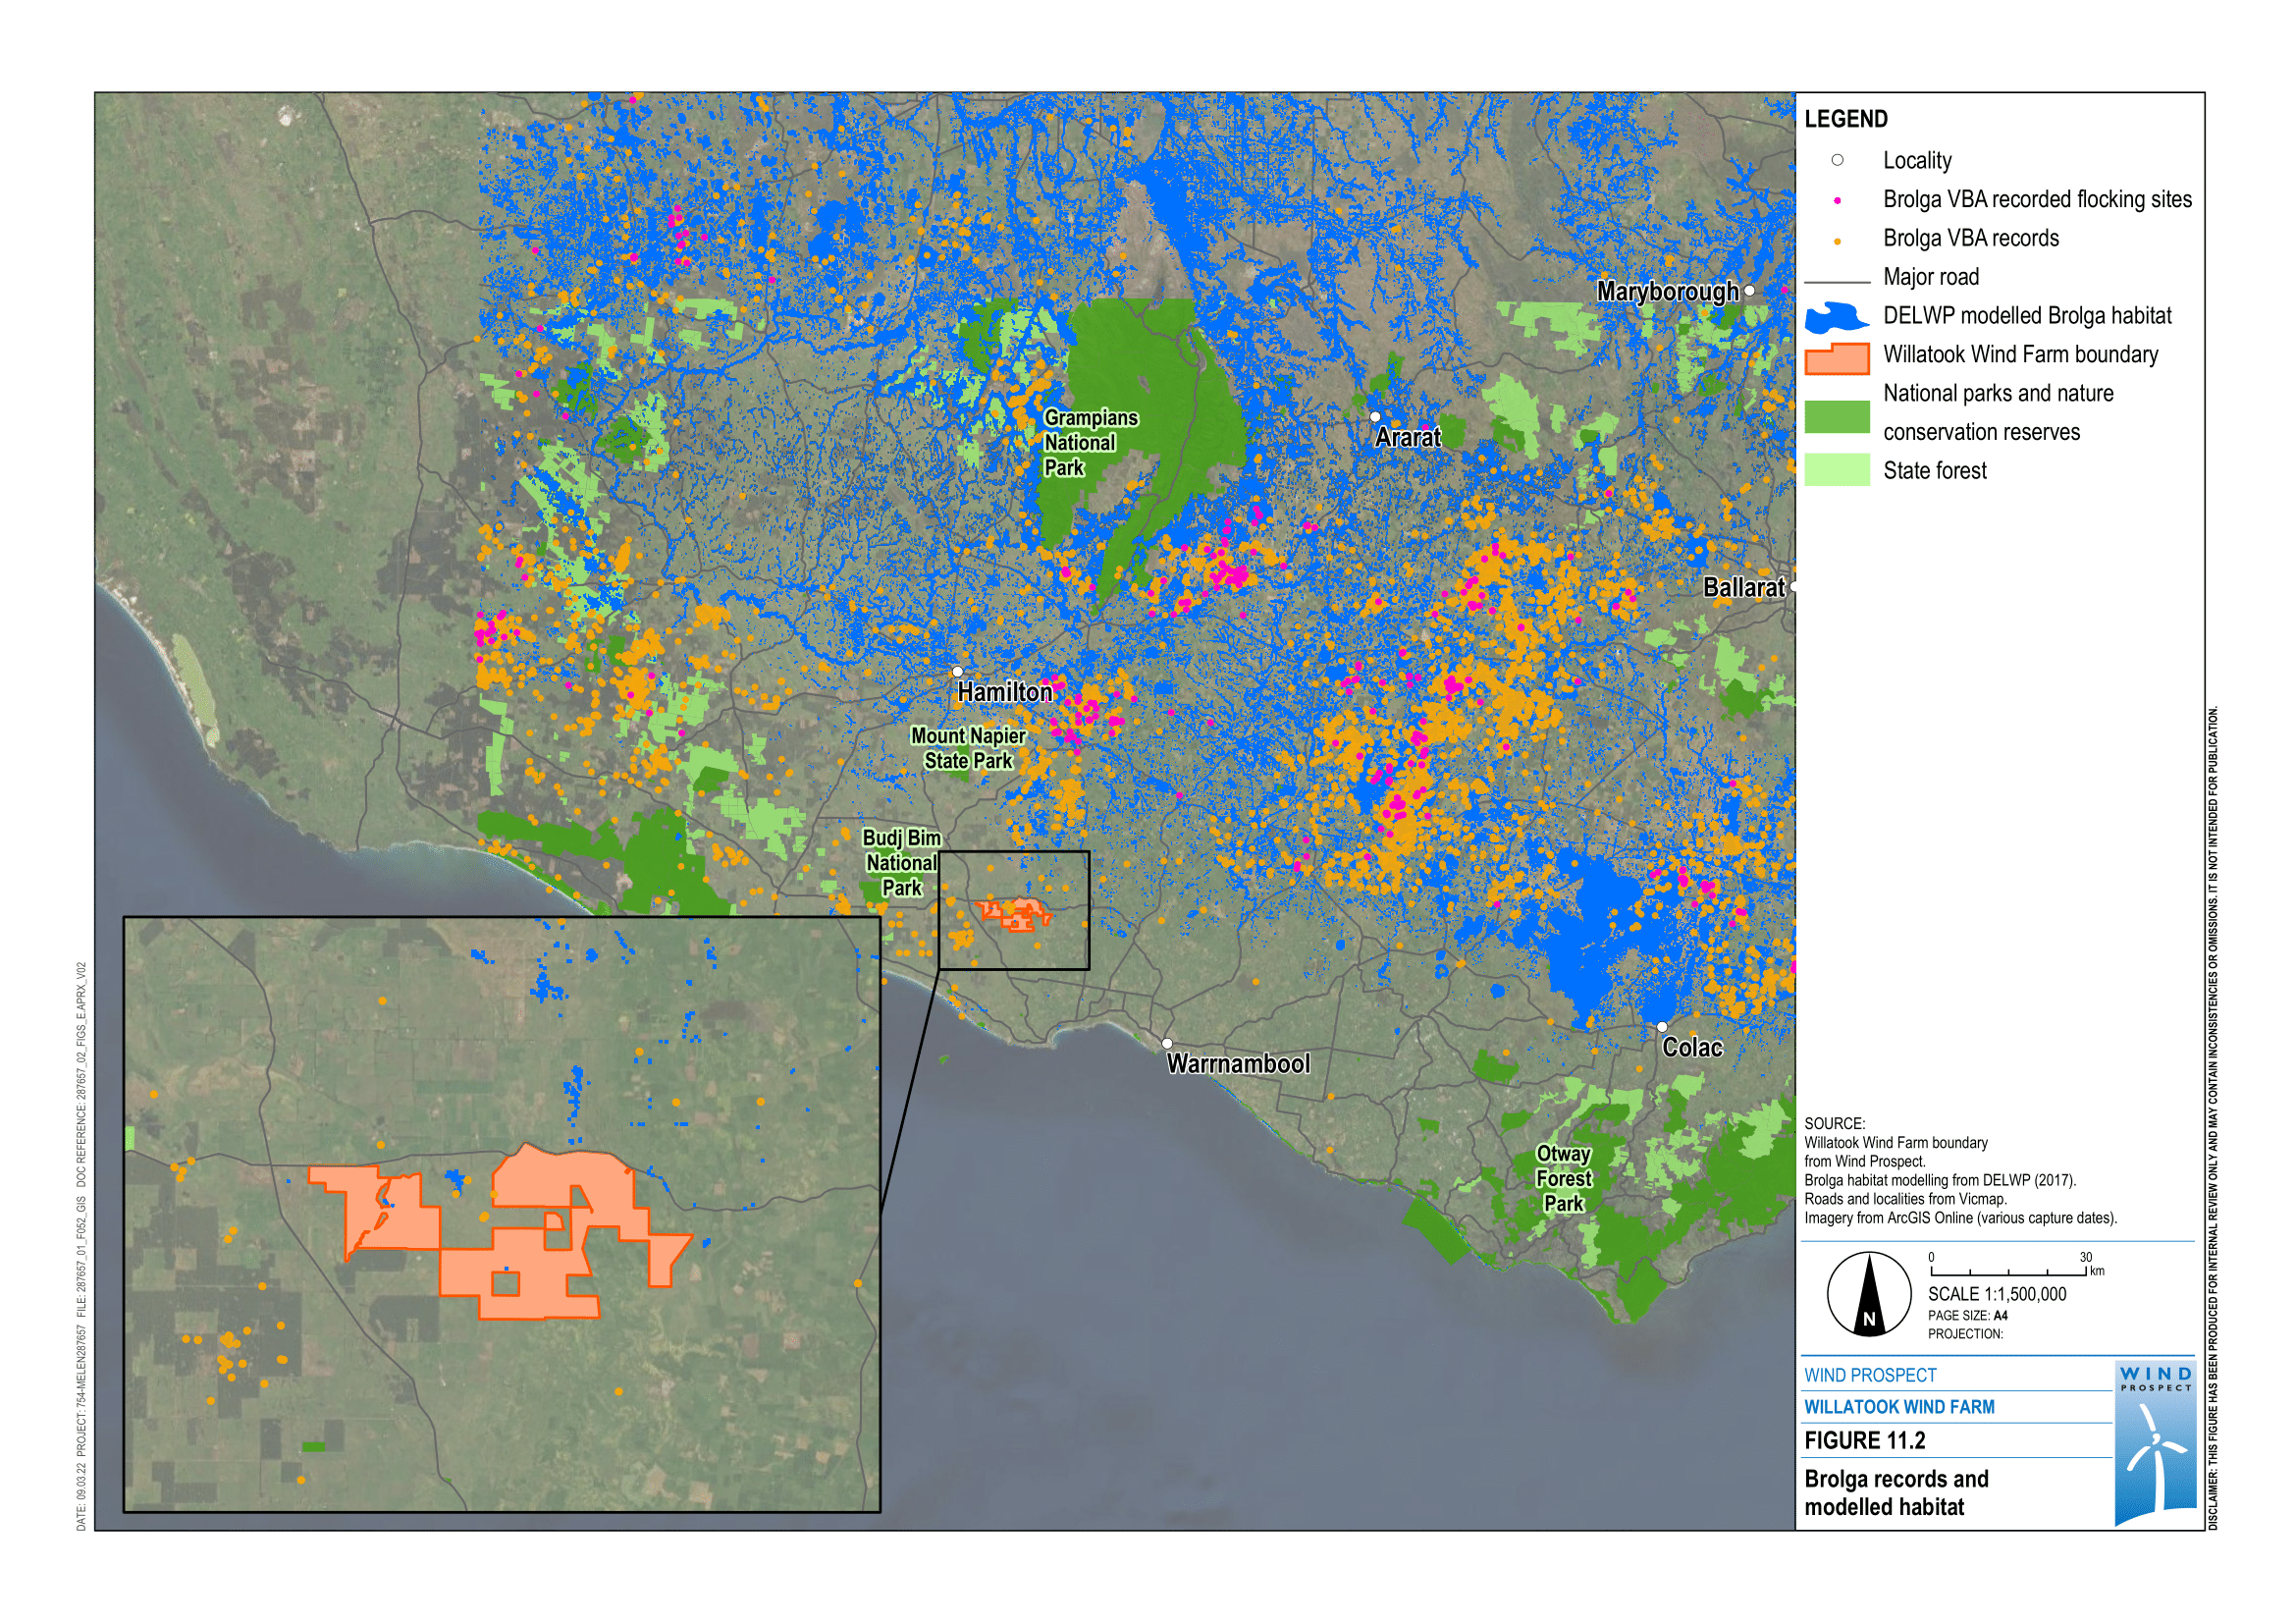 LEGEND
Locality
Brolga VBA recorded flocking sites
Brolga VBA records
Major road
DELWP modelled Brolga habitat
Willatook Wind Farm boundary
National parks and nature
conservation reserves
State forest
Maryborough
Grampians
National
Park
Ararat
Ballarat
Hamilton
Mount Napier
State Park
Budj Bim
National
Park
Warrnambool
Colac
Otway
Forest
Park
SOURCE:
Willatook Wind Farm boundary
from Wind Prospect.
Brolga habitat modelling from DELWP (2017).
Roads and localities from Vicmap.
Imagery from ArcGIS Online (various capture dates).
N
0 30
km
SCALE 1:1,500,000
PAGE SIZE: A4
PROJECTION:
WIND PROSPECT
WILLATOOK WIND FARM
FIGURE 11.2
Brolga records and
modelled habitat
WIND
PROSPECT
DATE: 09.03.22 PROJECT: 754-MELEN287657 FILE: 287657_01_F052_GIS DOC REFERENCE: 287657_02_FIGS_E.APRX_V02
DISCLAIMER: THIS FIGURE HAS BEEN PRODUCED FOR INTERNAL REVIEW ONLY AND MAY CONTAIN INCONSISTENCIES OR OMISSIONS. IT IS NOT INTENDED FOR PUBLICATION.